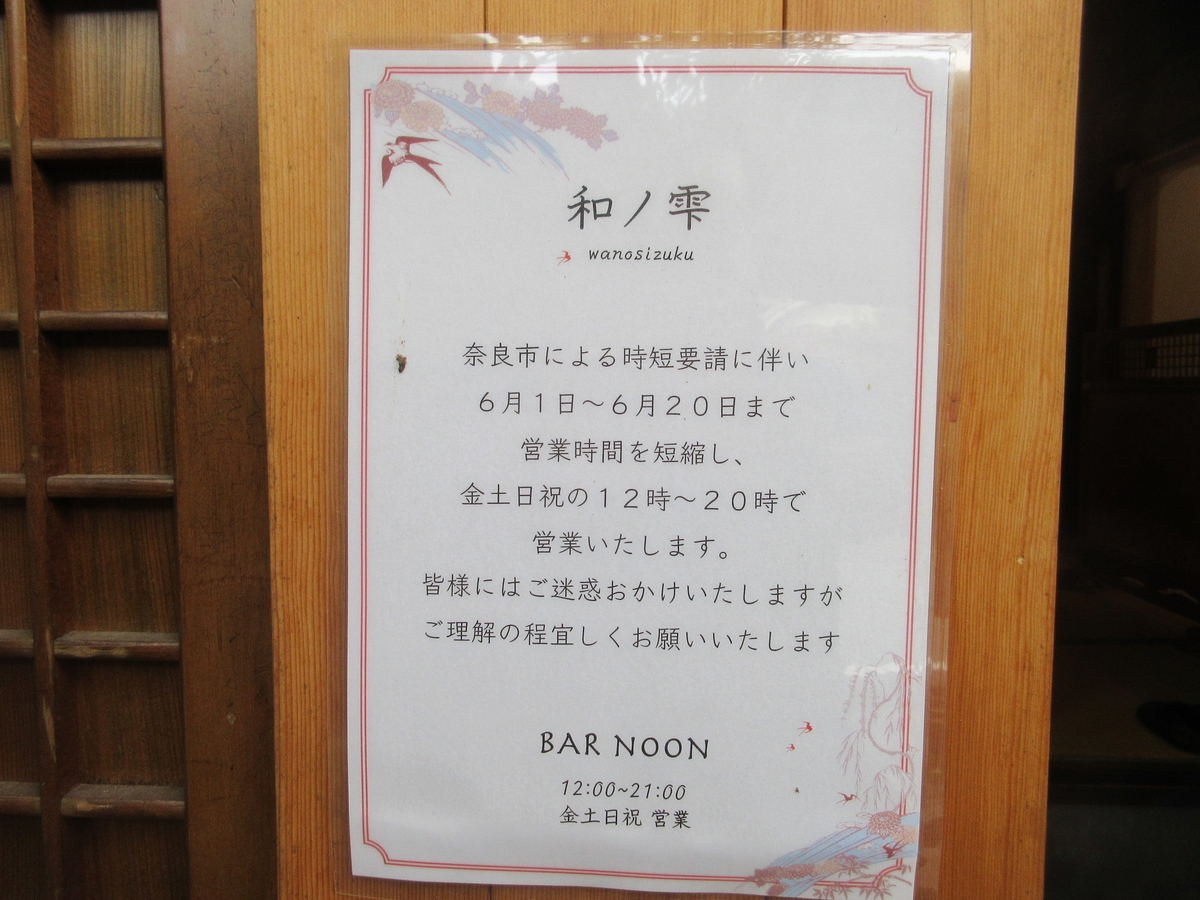 和ノ雫
wanosizuku
奈良市による時短要請に伴い
６月１日〜６月２０日まで
営業時間を短縮し、
金土日祝の１２時〜２０時で
営業いたします。
皆様にはご迷惑おかけいたしますが
ご理解の程宜しくお願いいたします
BAR NOON
12:00~21:00
金土日祝 営業